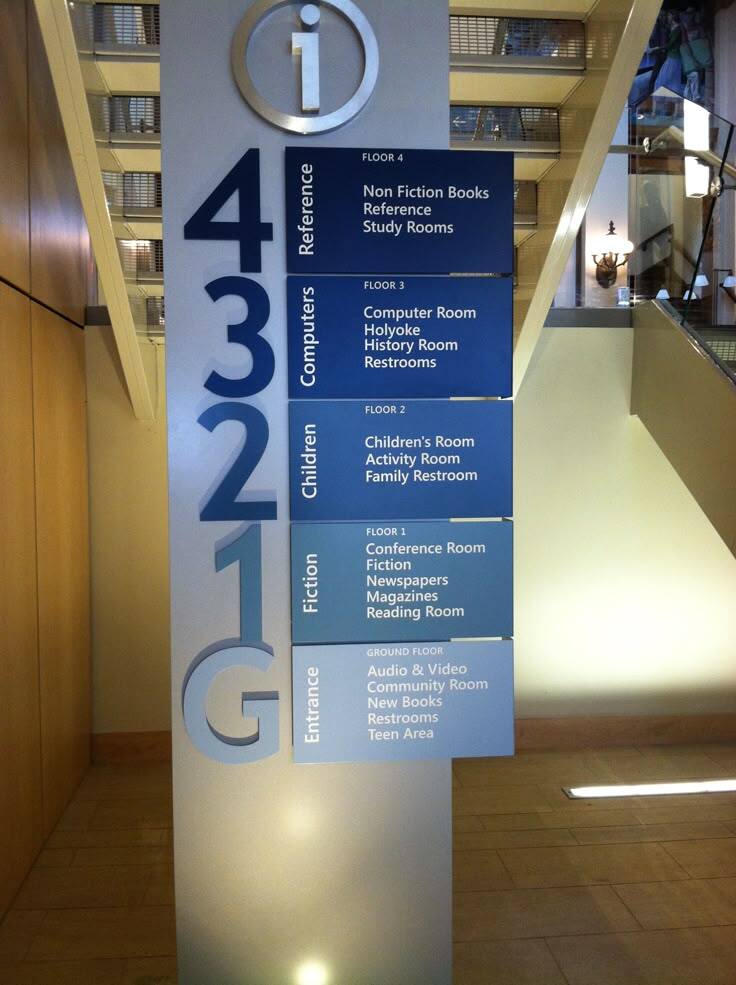 i
4
Reference
FLOOR 4
Non Fiction Books
Reference
Study Rooms
3
Computers
FLOOR 3
Computer Room
Holyoke
History Room
Restrooms
2
Children
FLOOR 2
Children's Room
Activity Room
Family Restroom
1
Fiction
FLOOR 1
Conference Room
Fiction
Newspapers
Magazines
Reading Room
G
Entrance
GROUND FLOOR
Audio & Video
Community Room
New Books
Restrooms
Teen Area